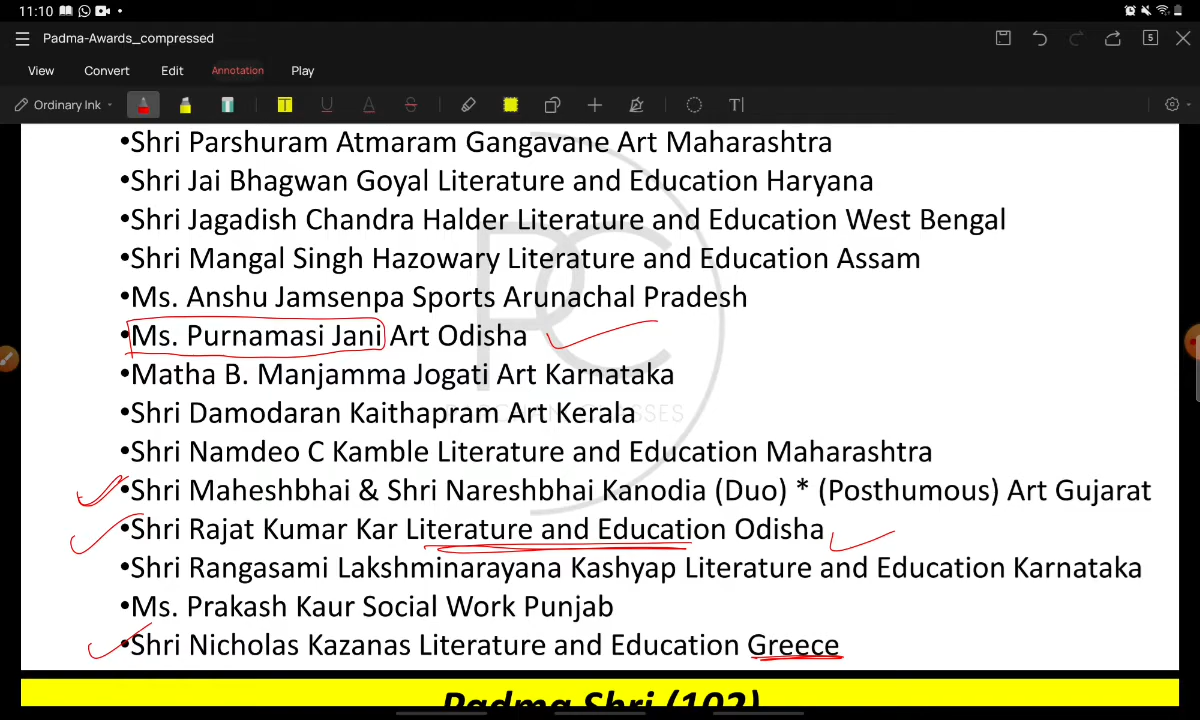 11:10
Padma-Awards_compressed
5
View Convert Edit Annotation Play
Ordinary Ink
•Shri Parshuram Atmaram Gangavane Art Maharashtra
•Shri Jai Bhagwan Goyal Literature and Education Haryana
•Shri Jagadish Chandra Halder Literature and Education West Bengal
•Shri Mangal Singh Hazowary Literature and Education Assam
•Ms. Anshu Jamsenpa Sports Arunachal Pradesh
•Ms. Purnamasi Jani Art Odisha
•Matha B. Manjamma Jogati Art Karnataka
•Shri Damodaran Kaithapram Art Kerala
•Shri Namdeo C Kamble Literature and Education Maharashtra
•Shri Maheshbhai & Shri Nareshbhai Kanodia (Duo) * (Posthumous) Art Gujarat
•Shri Rajat Kumar Kar Literature and Education Odisha
•Shri Rangasami Lakshminarayana Kashyap Literature and Education Karnataka
•Ms. Prakash Kaur Social Work Punjab
•Shri Nicholas Kazanas Literature and Education Greece
Padma Shri (102)